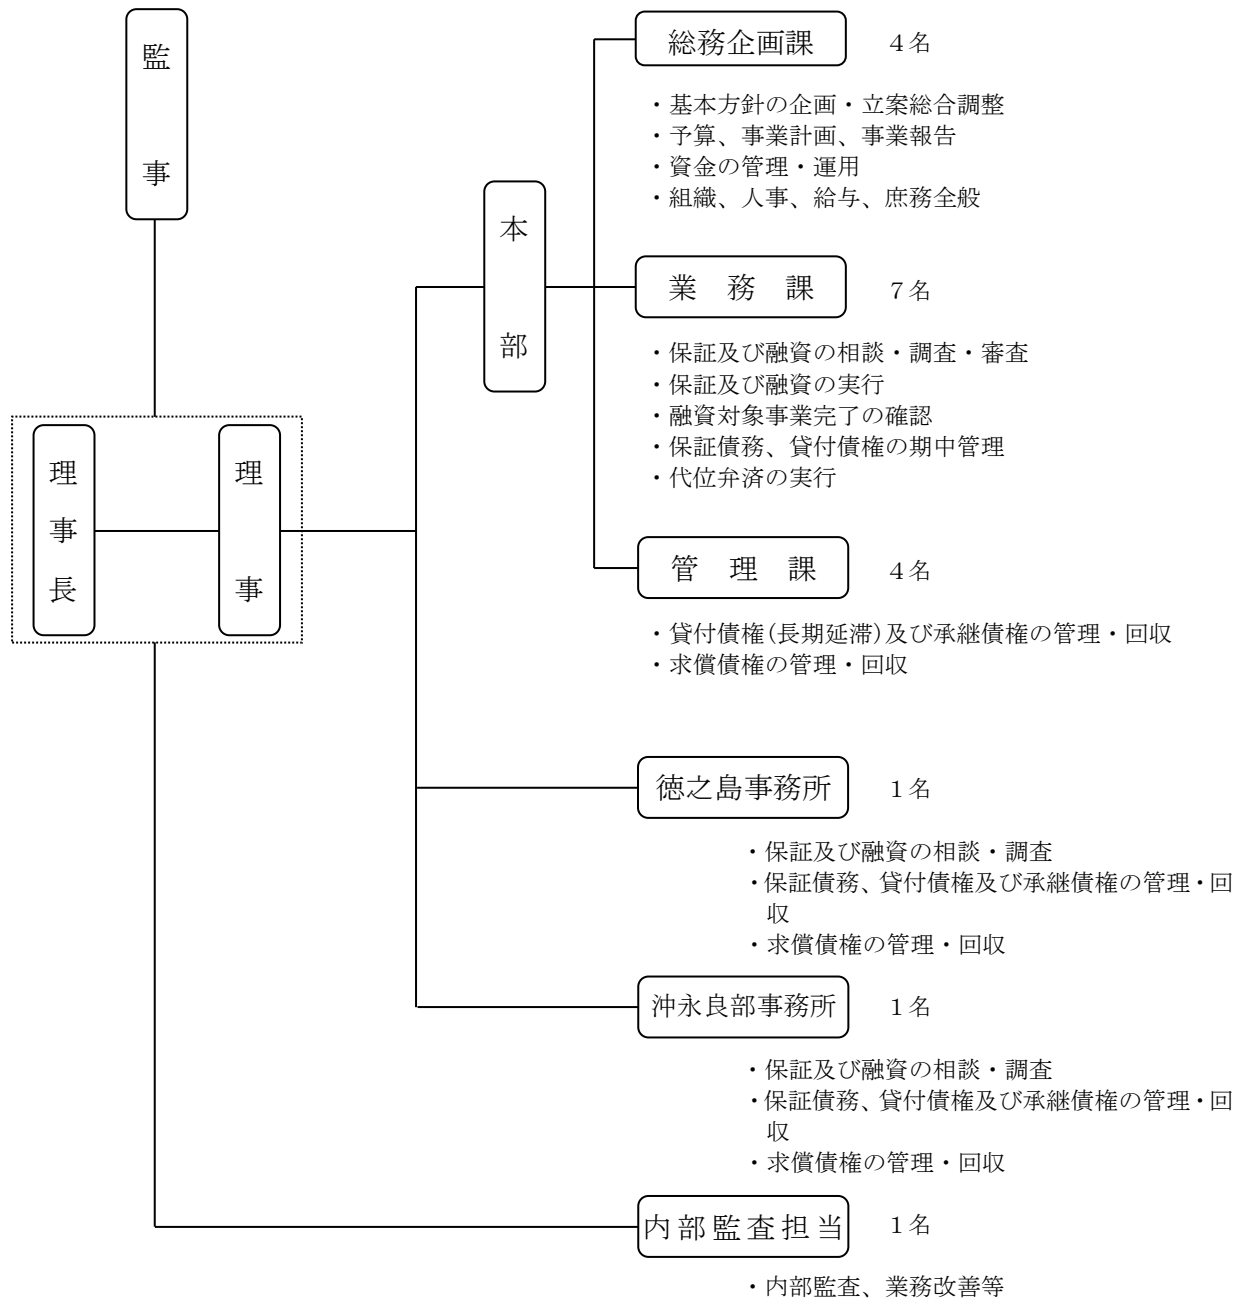 監事
総務企画課　４名
・基本方針の企画・立案総合調整
・予算、事業計画、事業報告
・資金の管理・運用
・組織、人事、給与、庶務全般
本部
業　務　課　７名
・保証及び融資の相談・調査・審査
・保証及び融資の実行
・融資対象事業完了の確認
・保証債務、貸付債権の期中管理
・代位弁済の実行
理事長
理事
管　理　課　４名
・貸付債権(長期延滞)及び承継債権の管理・回収
・求償債権の管理・回収
徳之島事務所　１名
・保証及び融資の相談・調査
・保証債務、貸付債権及び承継債権の管理・回
収
・求償債権の管理・回収
沖永良部事務所　１名
・保証及び融資の相談・調査
・保証債務、貸付債権及び承継債権の管理・回
収
・求償債権の管理・回収
内部監査担当　１名
・内部監査、業務改善等